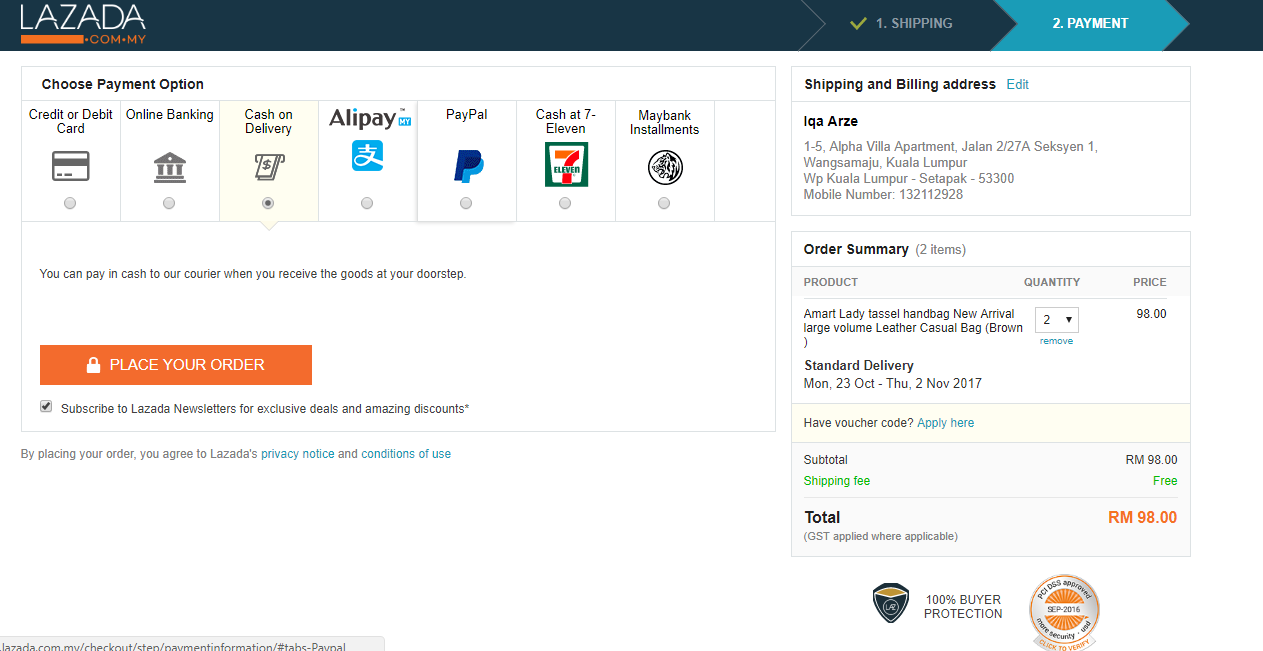 LAZADA
.COM.MY
1. SHIPPING
2. PAYMENT
Choose Payment Option
Credit or Debit Card
Online Banking
Cash on Delivery
Alipay™ MY
支
PayPal
Cash at 7-Eleven
7
ELEVEN
Maybank Installments
You can pay in cash to our courier when you receive the goods at your doorstep.
PLACE YOUR ORDER
Subscribe to Lazada Newsletters for exclusive deals and amazing discounts*
By placing your order, you agree to Lazada's privacy notice and conditions of use
Shipping and Billing address Edit
Iqa Arze
1-5, Alpha Villa Apartment, Jalan 2/27A Seksyen 1,
Wangsamaju, Kuala Lumpur
Wp Kuala Lumpur - Setapak - 53300
Mobile Number: 132112928
Order Summary (2 items)
PRODUCT QUANTITY PRICE
Amart Lady tassel handbag New Arrival
large volume Leather Casual Bag (Brown
)
2
98.00
remove
Standard Delivery
Mon, 23 Oct - Thu, 2 Nov 2017
Have voucher code? Apply here
Subtotal RM 98.00
Shipping fee Free
Total RM 98.00
(GST applied where applicable)
LAZ
100% BUYER
PROTECTION
PCI DSS approved
SEP-2016
more security - usd
CLICK TO VERIFY
.lazada.com.my/checkout/step/paymentinformation/#tabs-Paypal